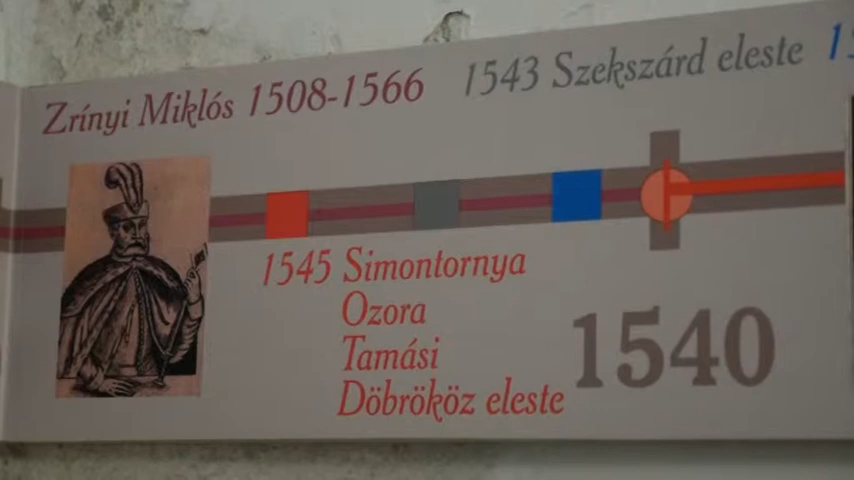 Zrínyi Miklós 1508-1566
1543 Szekszárd eleste
1545 Simontornya
Ozora
Tamási
Döbrököz eleste
1540